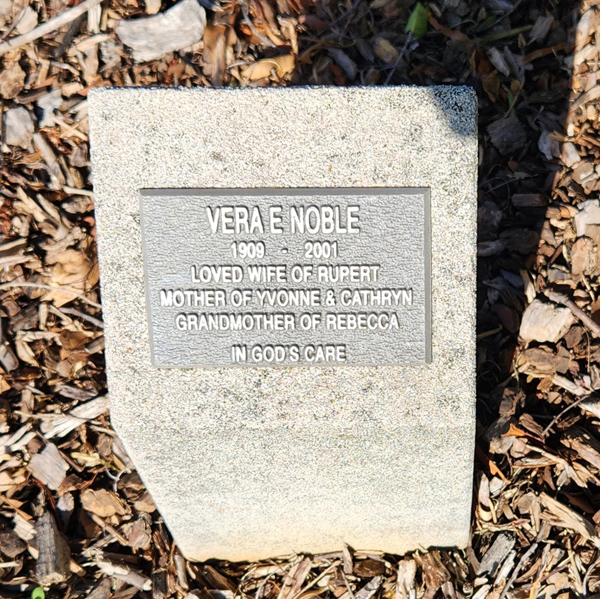 VERA E NOBLE
1909 - 2001
LOVED WIFE OF RUPERT
MOTHER OF YVONNE & CATHRYN
GRANDMOTHER OF REBECCA
IN GOD'S CARE